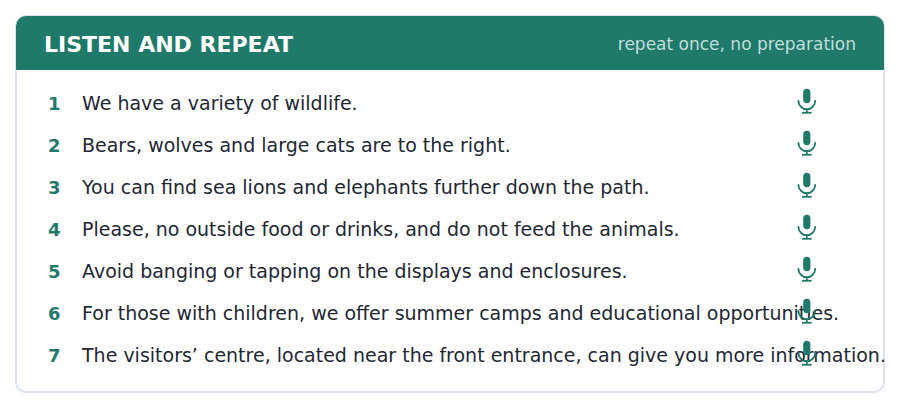 LISTEN AND REPEAT
repeat once, no preparation
1 We have a variety of wildlife.
2 Bears, wolves and large cats are to the right.
3 You can find sea lions and elephants further down the path.
4 Please, no outside food or drinks, and do not feed the animals.
5 Avoid banging or tapping on the displays and enclosures.
6 For those with children, we offer summer camps and educational opportunities.
7 The visitors’ centre, located near the front entrance, can give you more information.